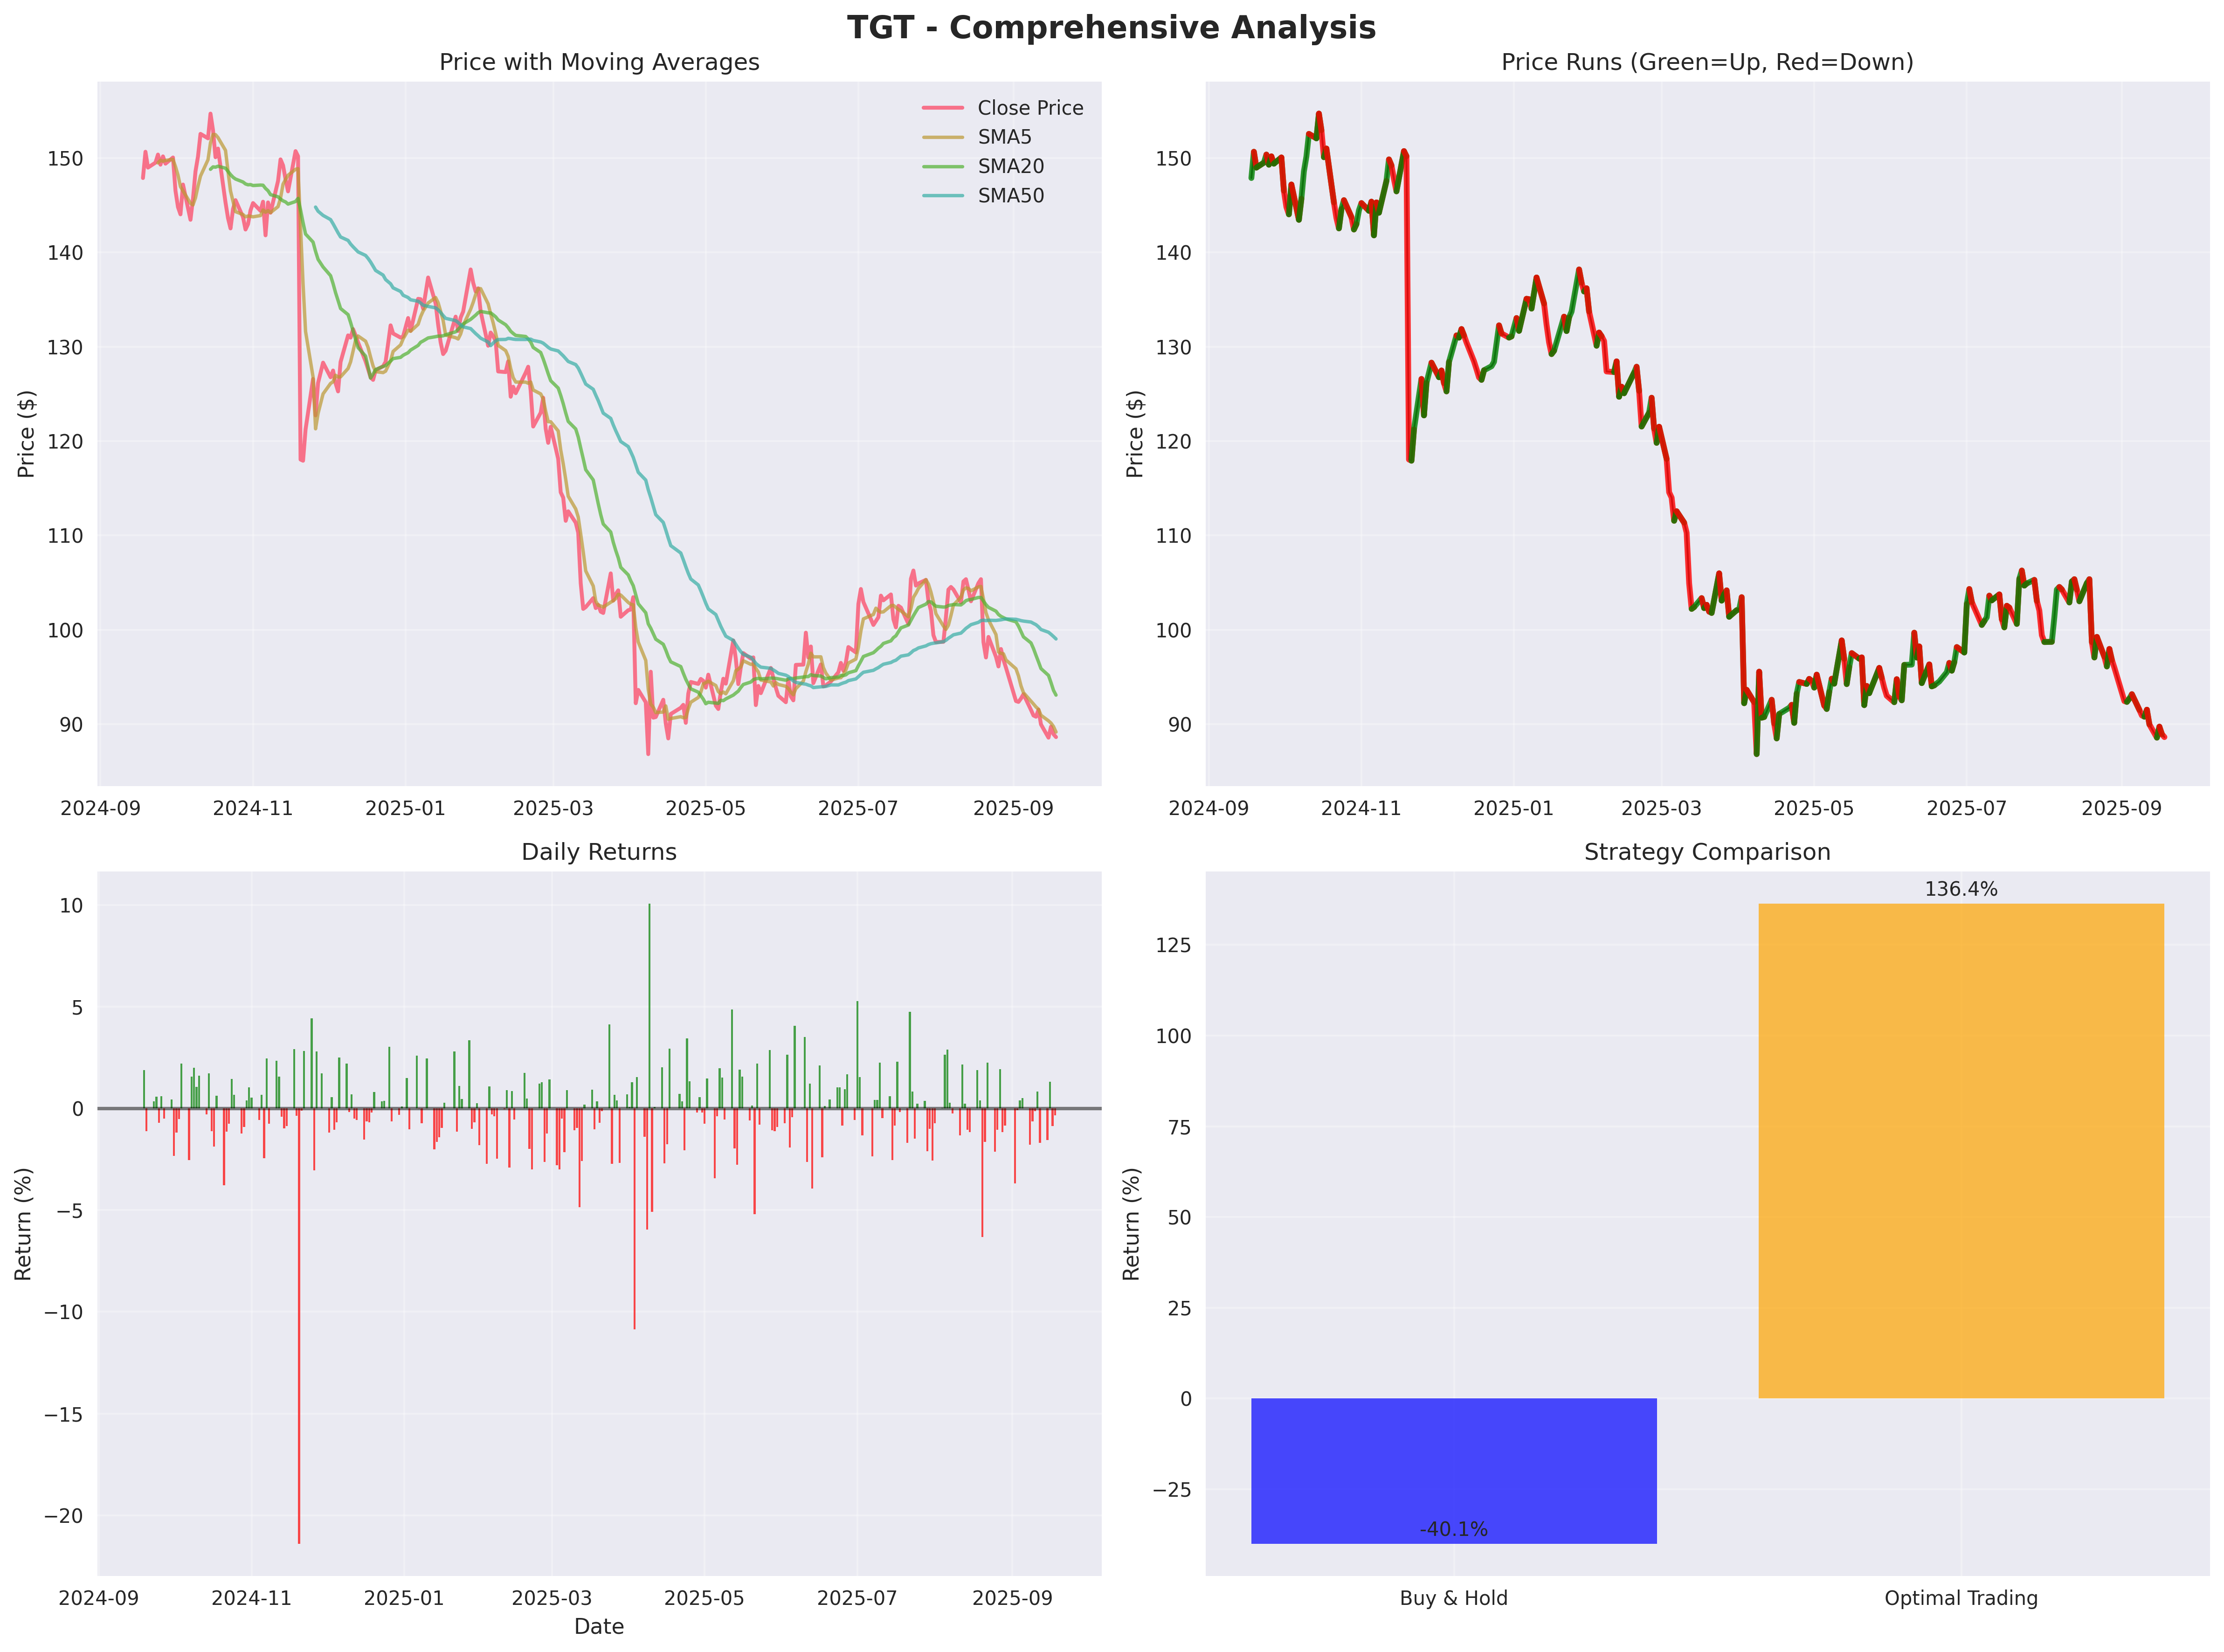 TGT - Comprehensive Analysis
Price with Moving Averages
Price ($)
150
140
130
120
110
100
90
Close Price
SMA5
SMA20
SMA50
2024-09 2024-11 2025-01 2025-03 2025-05 2025-07 2025-09
Price Runs (Green=Up, Red=Down)
Price ($)
150
140
130
120
110
100
90
2024-09 2024-11 2025-01 2025-03 2025-05 2025-07 2025-09
Daily Returns
Return (%)
10
5
0
−5
−10
−15
−20
2024-09 2024-11 2025-01 2025-03 2025-05 2025-07 2025-09
Date
Strategy Comparison
Return (%)
136.4%
125
100
75
50
25
0
−25
-40.1%
Buy & Hold Optimal Trading